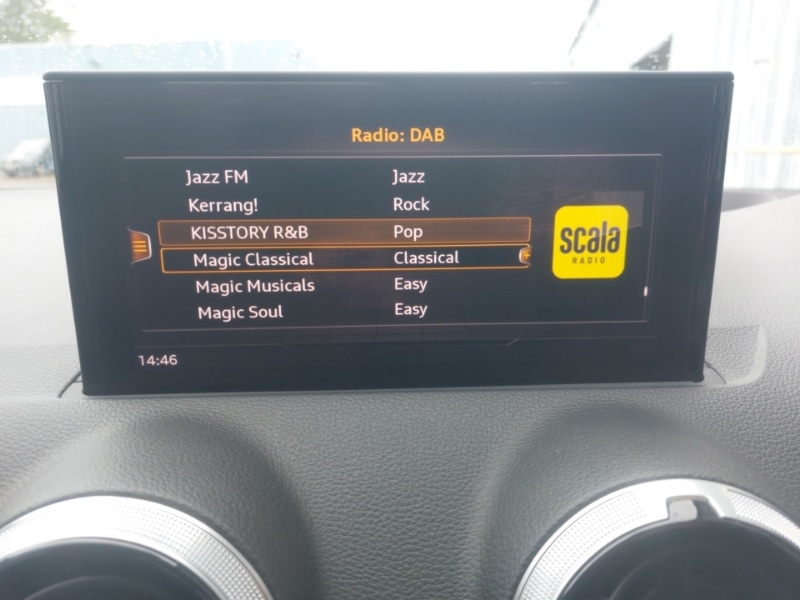 Radio: DAB
Jazz FM Jazz
Kerrang! Rock
KISSTORY R&B Pop
Magic Classical Classical
Magic Musicals Easy
Magic Soul Easy
scala
RADIO
14:46